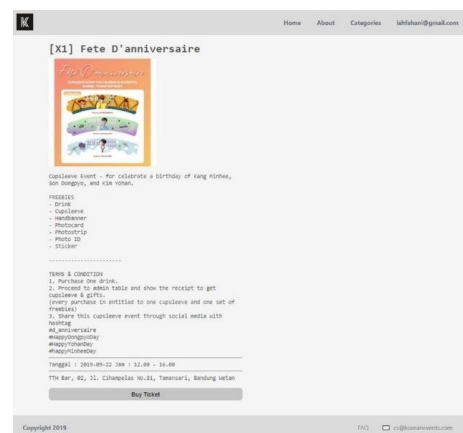 K
Home About Categories iahfahani@gmail.com
[X1] Fete D'anniversaire
Cupsleeve Event - for celebrate a birthday of Kang Minhee,
Son Dongpyo, and Kim Yohan.
FREEBIES
- Drink
- Cupsleeve
- Handbanner
- Photocard
- Photostrip
- Photo ID
- Sticker
-----------------------
TERMS & CONDITION
1. Purchase One drink.
2. Proceed to admin table and show the receipt to get
cupsleeve & gifts.
(every purchase in entitled to one cupsleeve and one set of
freebies)
3. Share this cupsleeve event through social media with
hashtag
#d_anniversaire
#HappyDongpyoDay
#HappyYohanDay
#happyMinheeDay
Tanggal : 2019-09-22 Jam : 12.00 - 16.00
TTH Bar, 02, Jl. Cihampelas No.21, Tamansari, Bandung Wetan
Buy Ticket
Copyright 2019
FAQ cs@koreanevents.com